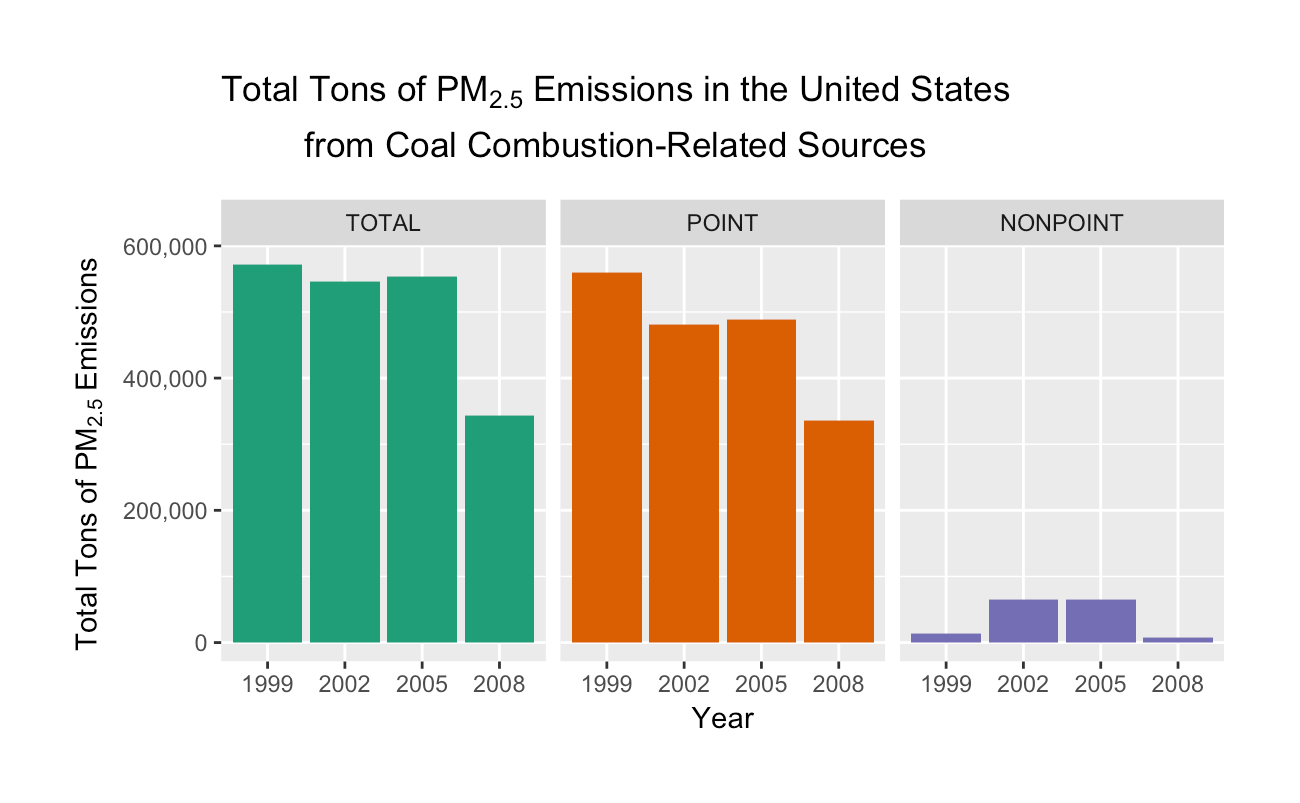 Total Tons of PM2.5 Emissions in the United States
from Coal Combustion-Related Sources
TOTAL
POINT
NONPOINT
Total Tons of PM2.5 Emissions
600,000
400,000
200,000
0
1999 2002 2005 2008
1999 2002 2005 2008
1999 2002 2005 2008
Year